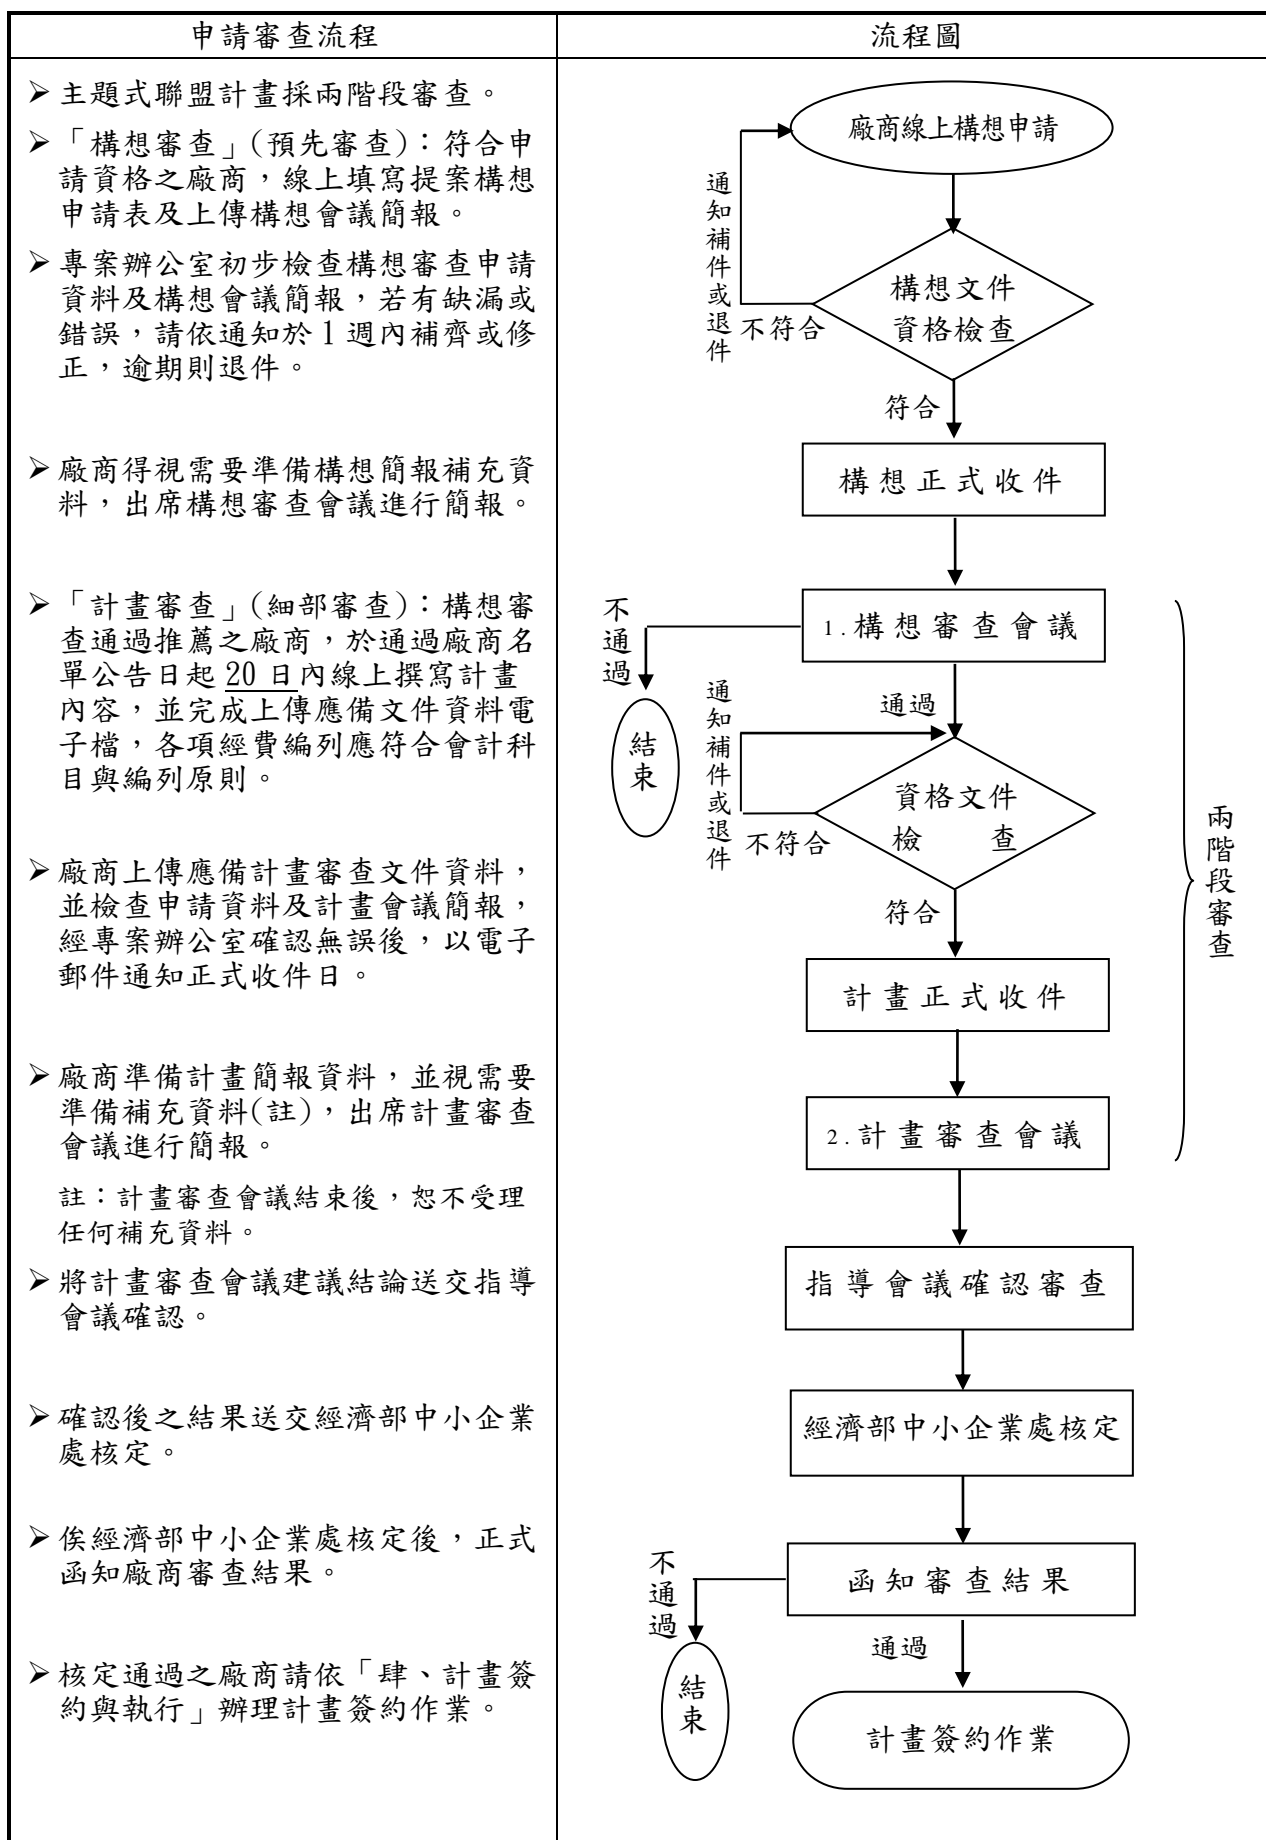 申請審查流程
流程圖
➢主題式聯盟計畫採兩階段審查。
➢「構想審查」(預先審查)：符合申
請資格之廠商，線上填寫提案構想
申請表及上傳構想會議簡報。
➢專案辦公室初步檢查構想審查申請
資料及構想會議簡報，若有缺漏或
錯誤，請依通知於1週內補齊或修
正，逾期則退件。
➢廠商得視需要準備構想簡報補充資
料，出席構想審查會議進行簡報。
➢「計畫審查」(細部審查)：構想審
查通過推薦之廠商，於通過廠商名
單公告日起 20 日內線上撰寫計畫
內容，並完成上傳應備文件資料電
子檔，各項經費編列應符合會計科
目與編列原則。
➢廠商上傳應備計畫審查文件資料，
並檢查申請資料及計畫會議簡報，
經專案辦公室確認無誤後，以電子
郵件通知正式收件日。
➢廠商準備計畫簡報資料，並視需要
準備補充資料(註)，出席計畫審查
會議進行簡報。
註：計畫審查會議結束後，恕不受理
任何補充資料。
➢將計畫審查會議建議結論送交指導
會議確認。
➢確認後之結果送交經濟部中小企業
處核定。
➢俟經濟部中小企業處核定後，正式
函知廠商審查結果。
➢核定通過之廠商請依「肆、計畫簽
約與執行」辦理計畫簽約作業。
廠商線上構想申請
通知補件或退件
構想文件
資格檢查
不符合
符合
構想正式收件
1.構想審查會議
不通過
結束
通過
通知補件或退件
資格文件
檢 查
不符合
符合
計畫正式收件
2.計畫審查會議
兩階段審查
指導會議確認審查
經濟部中小企業處核定
函知審查結果
不通過
結束
通過
計畫簽約作業